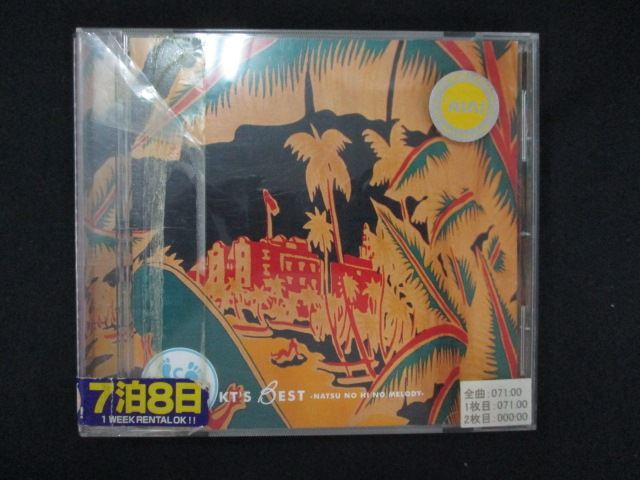 KT'S BEST -NATSU NO HI NO MELODY-
7泊8日
1 WEEK RENTAL OK!!
全曲:071:00
1枚目:071:00
2枚目:000:00
C